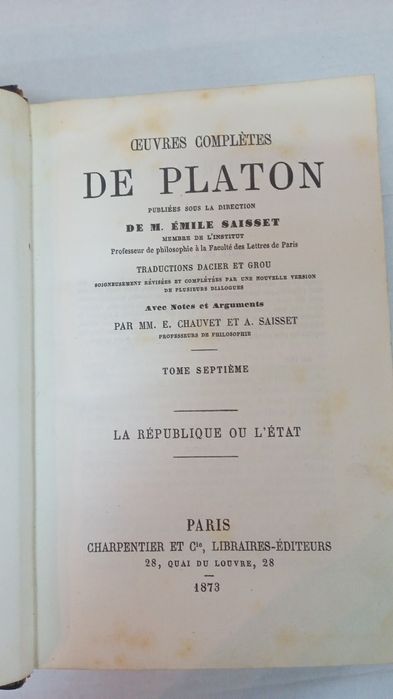 ŒUVRES COMPLÈTES
DE PLATON
PUBLIÉES SOUS LA DIRECTION
DE M. ÉMILE SAISSET
MEMBRE DE L'INSTITUT
Professeur de philosophie à la Faculté des Lettres de Paris
TRADUCTIONS DACIER ET GROU
SOIGNEUSEMENT RÉVISÉES ET COMPLÉTÉES PAR UNE NOUVELLE VERSION
DE PLUSIEURS DIALOGUES
Avec Notes et Arguments
PAR MM. E. CHAUVET ET A. SAISSET
PROFESSEURS DE PHILOSOPHIE
TOME SEPTIÈME
LA RÉPUBLIQUE OU L'ÉTAT
PARIS
CHARPENTIER ET Cie, LIBRAIRES-ÉDITEURS
28, QUAI DU LOUVRE, 28
1873